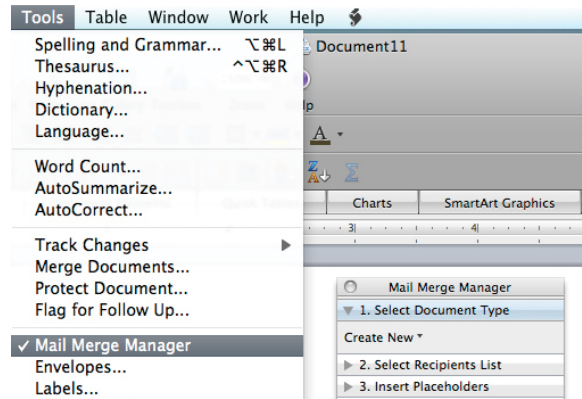 Tools Table Window Work Help
Spelling and Grammar... ⌥⌘L
Document11
Thesaurus... ^⌥⌘R
Hyphenation...
Dictionary...
Language...
A
Word Count...
AutoSummarize...
AutoCorrect...
Charts SmartArt Graphics
3 4
Track Changes
Merge Documents...
Protect Document...
Flag for Follow Up...
Mail Merge Manager
1. Select Document Type
Create New
✓ Mail Merge Manager
Envelopes...
2. Select Recipients List
Labels...
3. Insert Placeholders